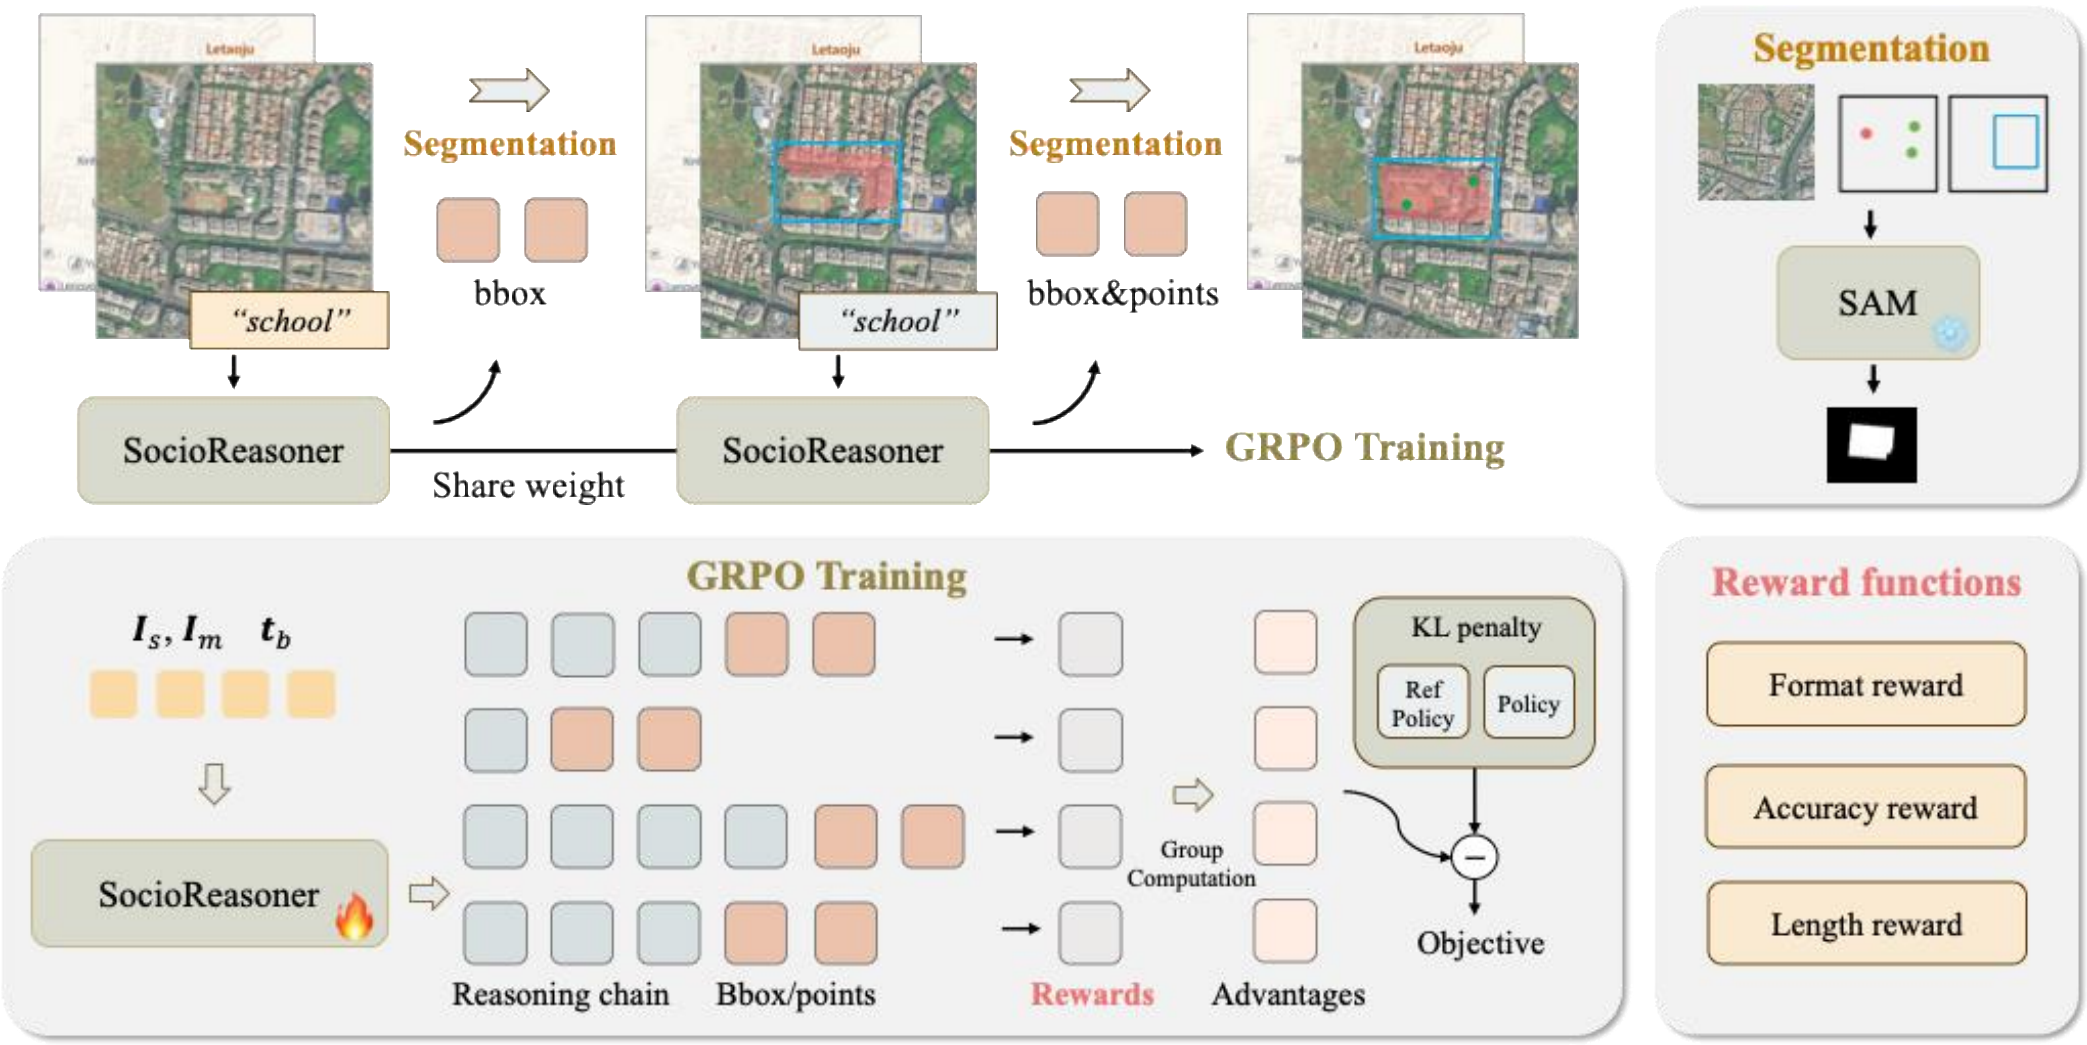 Letaoju
Letaoju
Letaoju
Segmentation
bbox
"school"
Segmentation
bbox&points
"school"
SocioReasoner
Share weight
SocioReasoner
GRPO Training
Segmentation
SAM
GRPO Training
I_s, I_m t_b
SocioReasoner
Reasoning chain
Bbox/points
Rewards
Group
Computation
Advantages
KL penalty
Ref
Policy
Policy
−
Objective
Reward functions
Format reward
Accuracy reward
Length reward